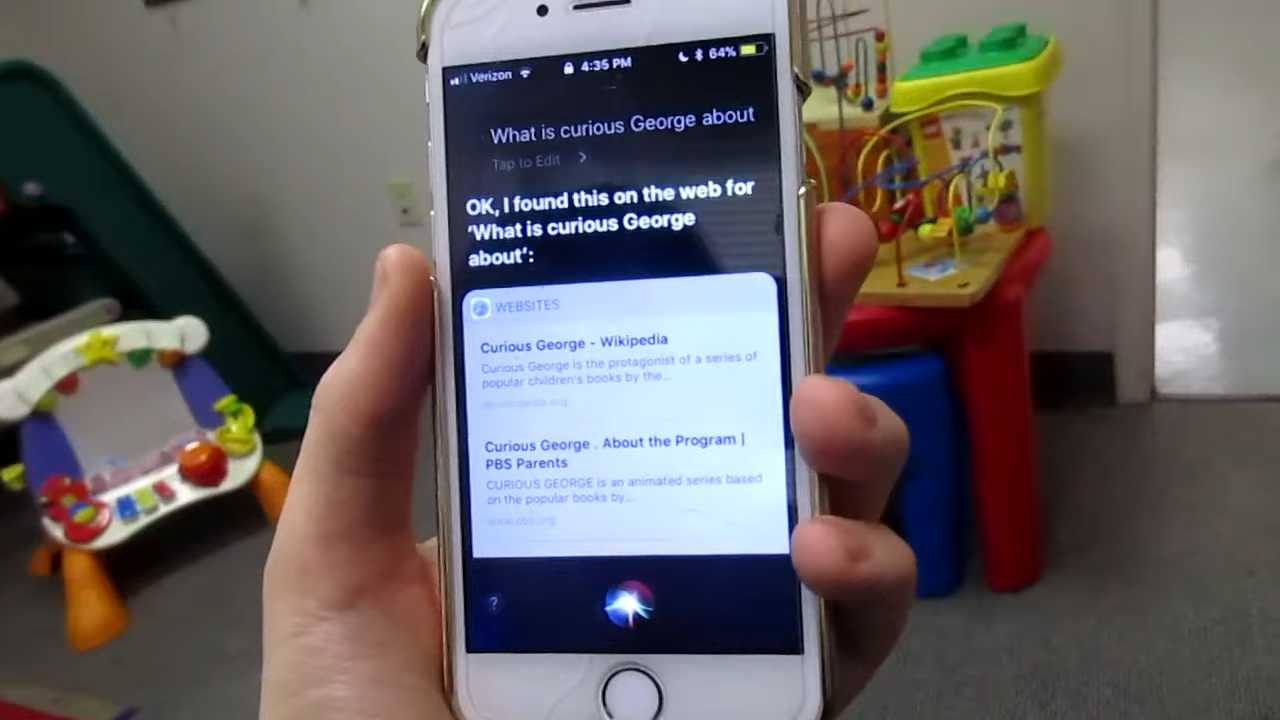 Verizon 4:35 PM 64%
What is curious George about
Tap to Edit >
OK, I found this on the web for
'What is curious George
about':
WEBSITES
Curious George - Wikipedia
Curious George is the protagonist of a series of
popular children's books by the...
en.wikipedia.org
Curious George . About the Program |
PBS Parents
CURIOUS GEORGE is an animated series based
on the popular books by...
www.pbs.org
?